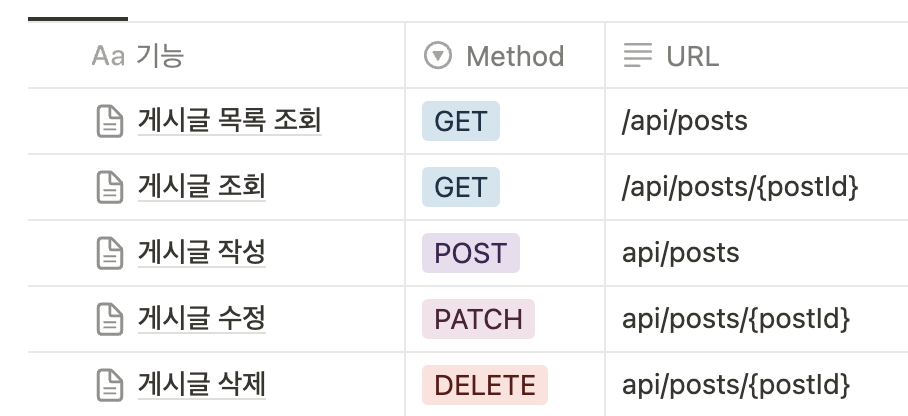 Aa 기능 Method URL
게시글 목록 조회 GET /api/posts
게시글 조회 GET /api/posts/{postId}
게시글 작성 POST api/posts
게시글 수정 PATCH api/posts/{postId}
게시글 삭제 DELETE api/posts/{postId}